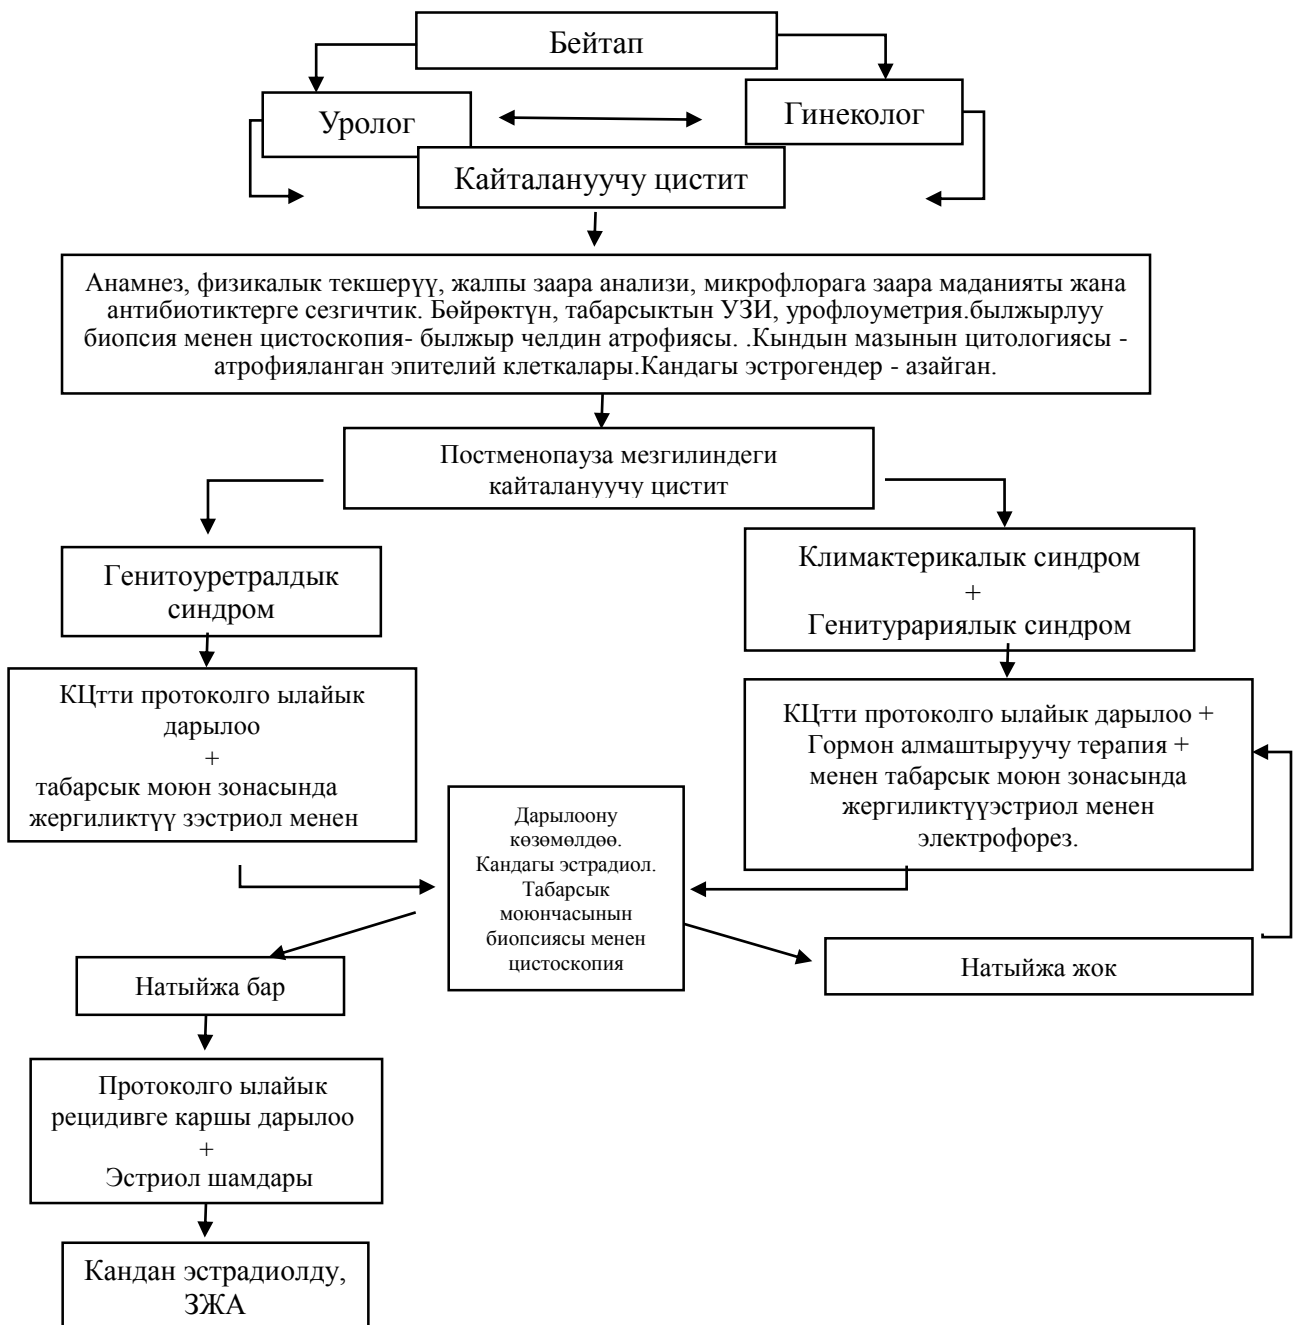 Бейтап
Уролог
Гинеколог
Кайталануучу цистит
Анамнез, физикалык текшерүү, жалпы заара анализи, микрофлорага заара маданияты жана
антибиотиктерге сезгичтик. Бөйрөктүн, табарсыктын УЗИ, урофлоуметрия.былжырлуу
биопсия менен цистоскопия- былжыр челдин атрофиясы. .Кындын мазынын цитологиясы -
атрофияланган эпителий клеткалары.Кандагы эстрогендер - азайган.
Постменопауза мезгилиндеги
кайталануучу цистит
Генитоуретралдык
синдром
Климактерикалык синдром
+
Генитурариялык синдром
КЦтти протоколго ылайык
дарылоо
+
табарсык моюн зонасында
жергиликтүү зэстриол менен
КЦтти протоколго ылайык дарылоо +
Гормон алмаштыруучу терапия +
менен табарсык моюн зонасында
жергиликтүүэстриол менен
электрофорез.
Дарылоону
көзөмөлдөө.
Кандагы эстрадиол.
Табарсык
моюнчасынын
биопсиясы менен
цистоскопия
Натыйжа бар
Натыйжа жок
Протоколго ылайык
рецидивге каршы дарылоо
+
Эстриол шамдары
Кандан эстрадиолду,
ЗЖА